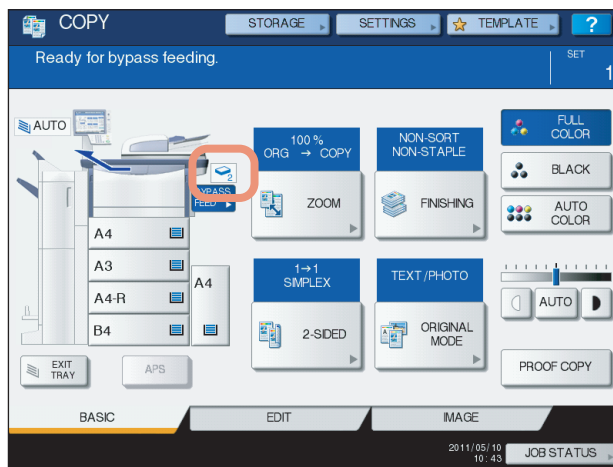 COPY
STORAGE
SETTINGS
TEMPLATE
?
Ready for bypass feeding.
SET
1
AUTO
2
BYPASS
FEED
A4
A3
A4-R
B4
A4
EXIT
TRAY
APS
100 %
ORG → COPY
ZOOM
NON-SORT
NON-STAPLE
FINISHING
1→1
SIMPLEX
2-SIDED
TEXT/PHOTO
ORIGINAL
MODE
FULL
COLOR
BLACK
AUTO
COLOR
AUTO
PROOF COPY
BASIC
EDIT
IMAGE
2011/05/10
10:43
JOB STATUS